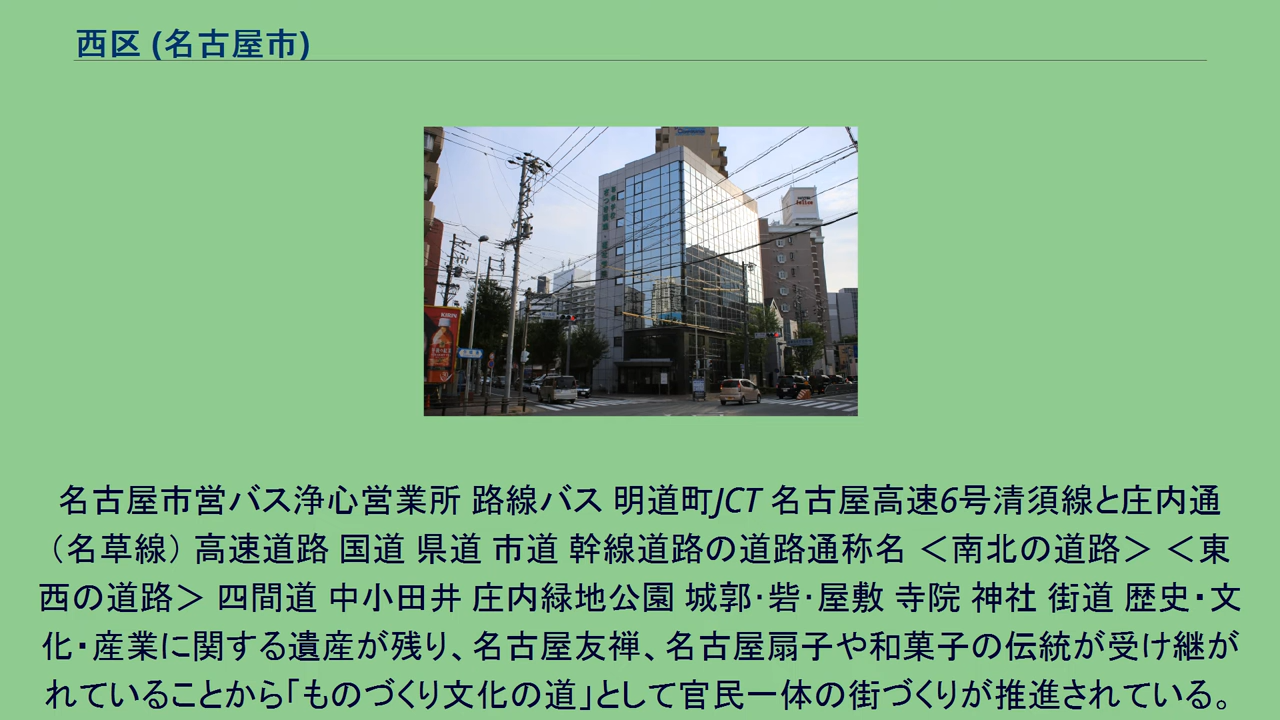 西区 (名古屋市)
KIRIN
名古屋市営バス浄心営業所 路線バス 明道町JCT 名古屋高速6号清須線と庄内通
（名草線） 高速道路 国道 県道 市道 幹線道路の道路通称名 ＜南北の道路＞ ＜東
西の道路＞ 四間道 中小田井 庄内緑地公園 城郭･砦･屋敷 寺院 神社 街道 歴史・文
化・産業に関する遺産が残り、名古屋友禅、名古屋扇子や和菓子の伝統が受け継が
れていることから「ものづくり文化の道」として官民一体の街づくりが推進されている。